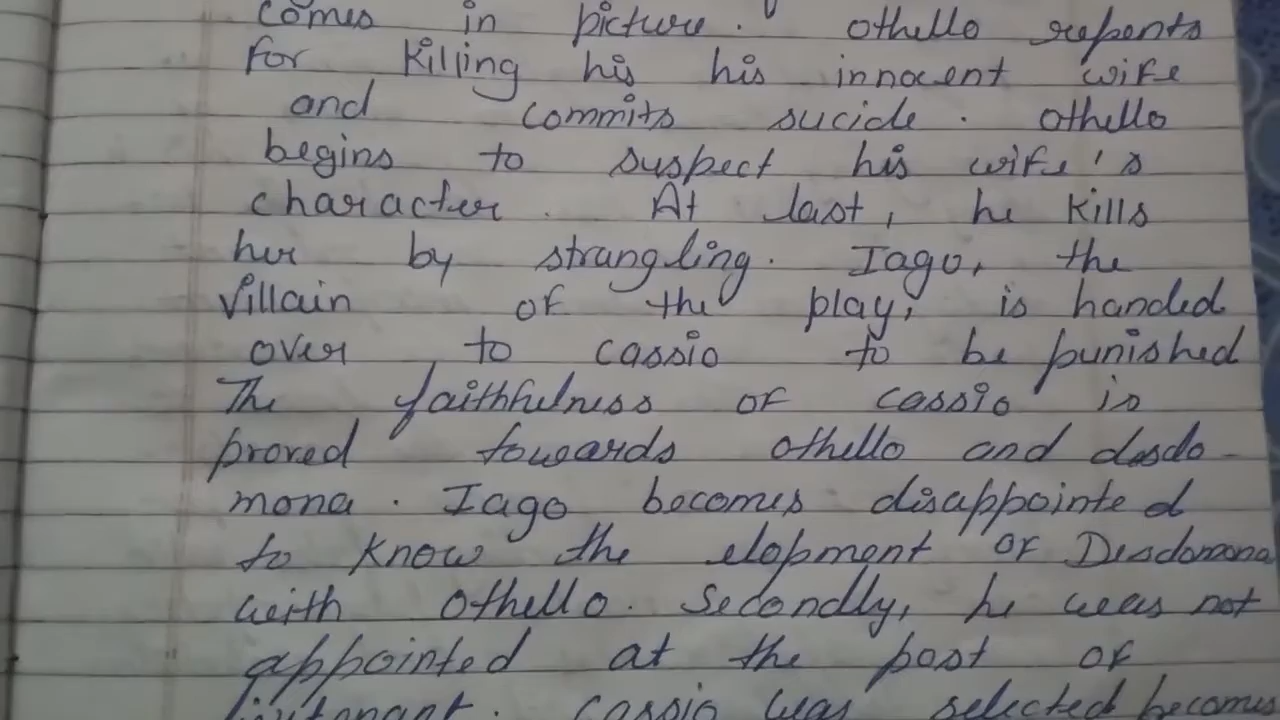 comes in picture. Othello repents
for killing his his innocent wife
and commits sucide. Othello
begins to suspect his wife's
character. At last, he kills
her by strangling. Iago, the
villain of the play, is handed
over to cassio to be punished
The faithfulness of cassio is
proved towards Othello and desdo-
mona. Iago becomes disappointed
to know the elopment of Desdomona
with Othello. Secondly, he was not
appointed at the post of
liutenant. Cassio was selected becomes